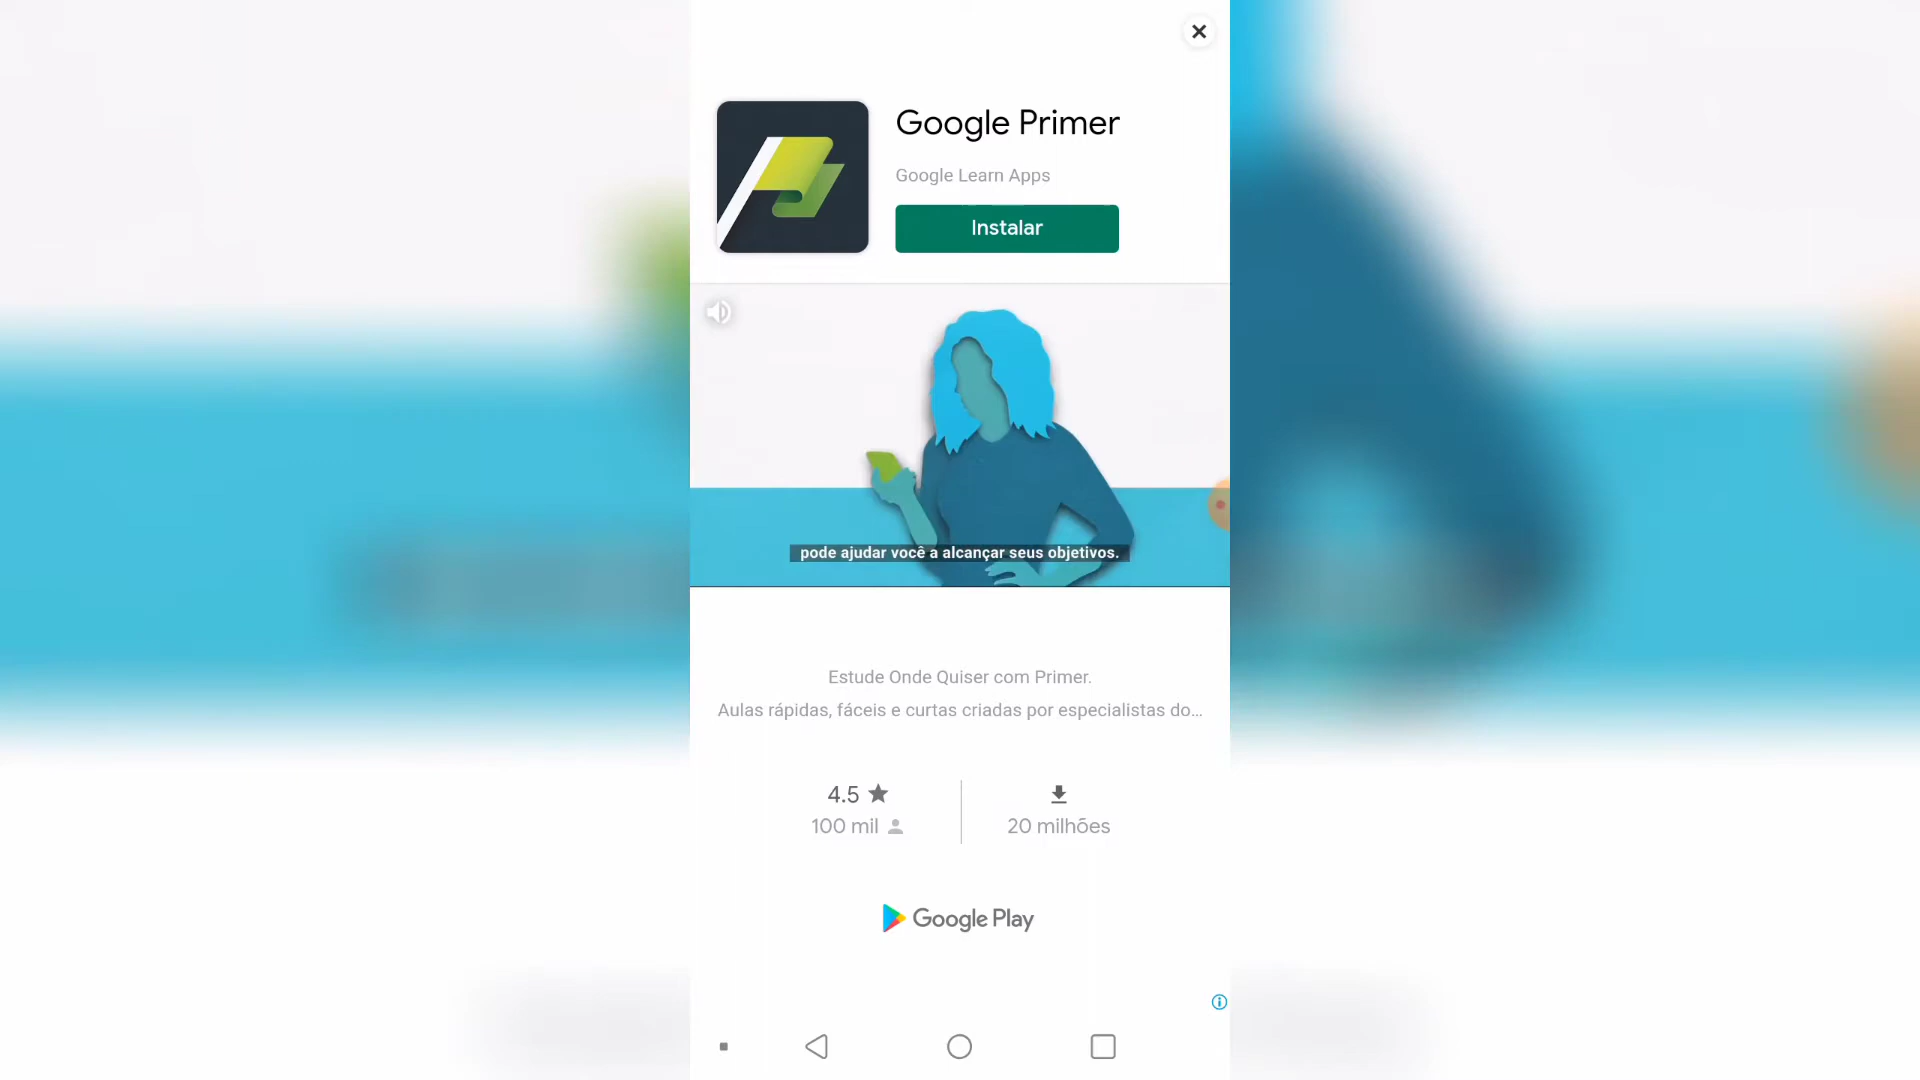 Google Primer
Google Learn Apps
Instalar
pode ajudar você a alcançar seus objetivos.
Estude Onde Quiser com Primer.
Aulas rápidas, fáceis e curtas criadas por especialistas do...
4.5
100 mil
20 milhões
Google Play